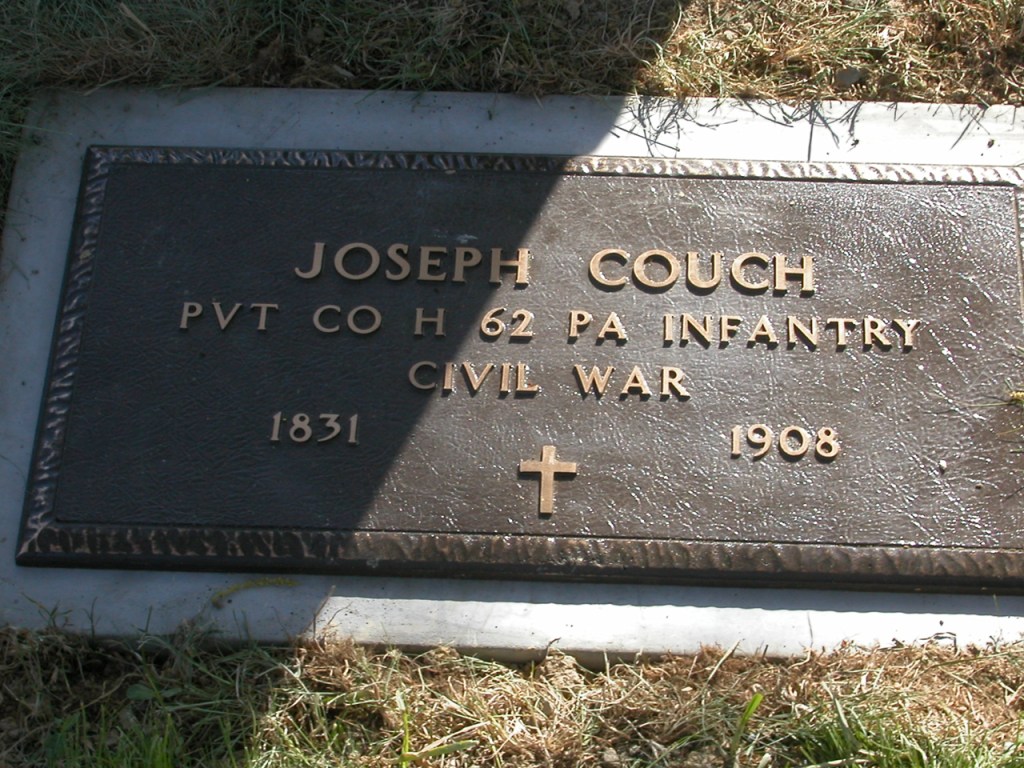 JOSEPH COUCH
PVT CO H 62 PA INFANTRY
CIVIL WAR
1831 1908